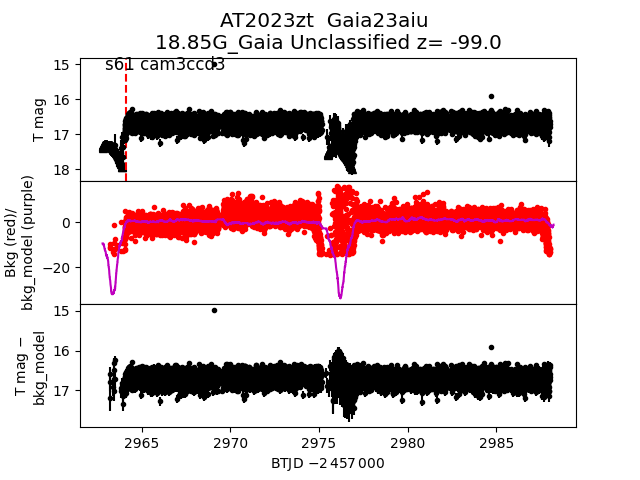 AT2023zt  Gaia23aiu
18.85G_Gaia Unclassified z= -99.0
s61 cam3ccd3
T mag
15
16
17
18
Bkg (red)/
bkg_model (purple)
0
−20
T mag −
bkg_model
15
16
17
2965
2970
2975
2980
2985
BTJD −2 457 000